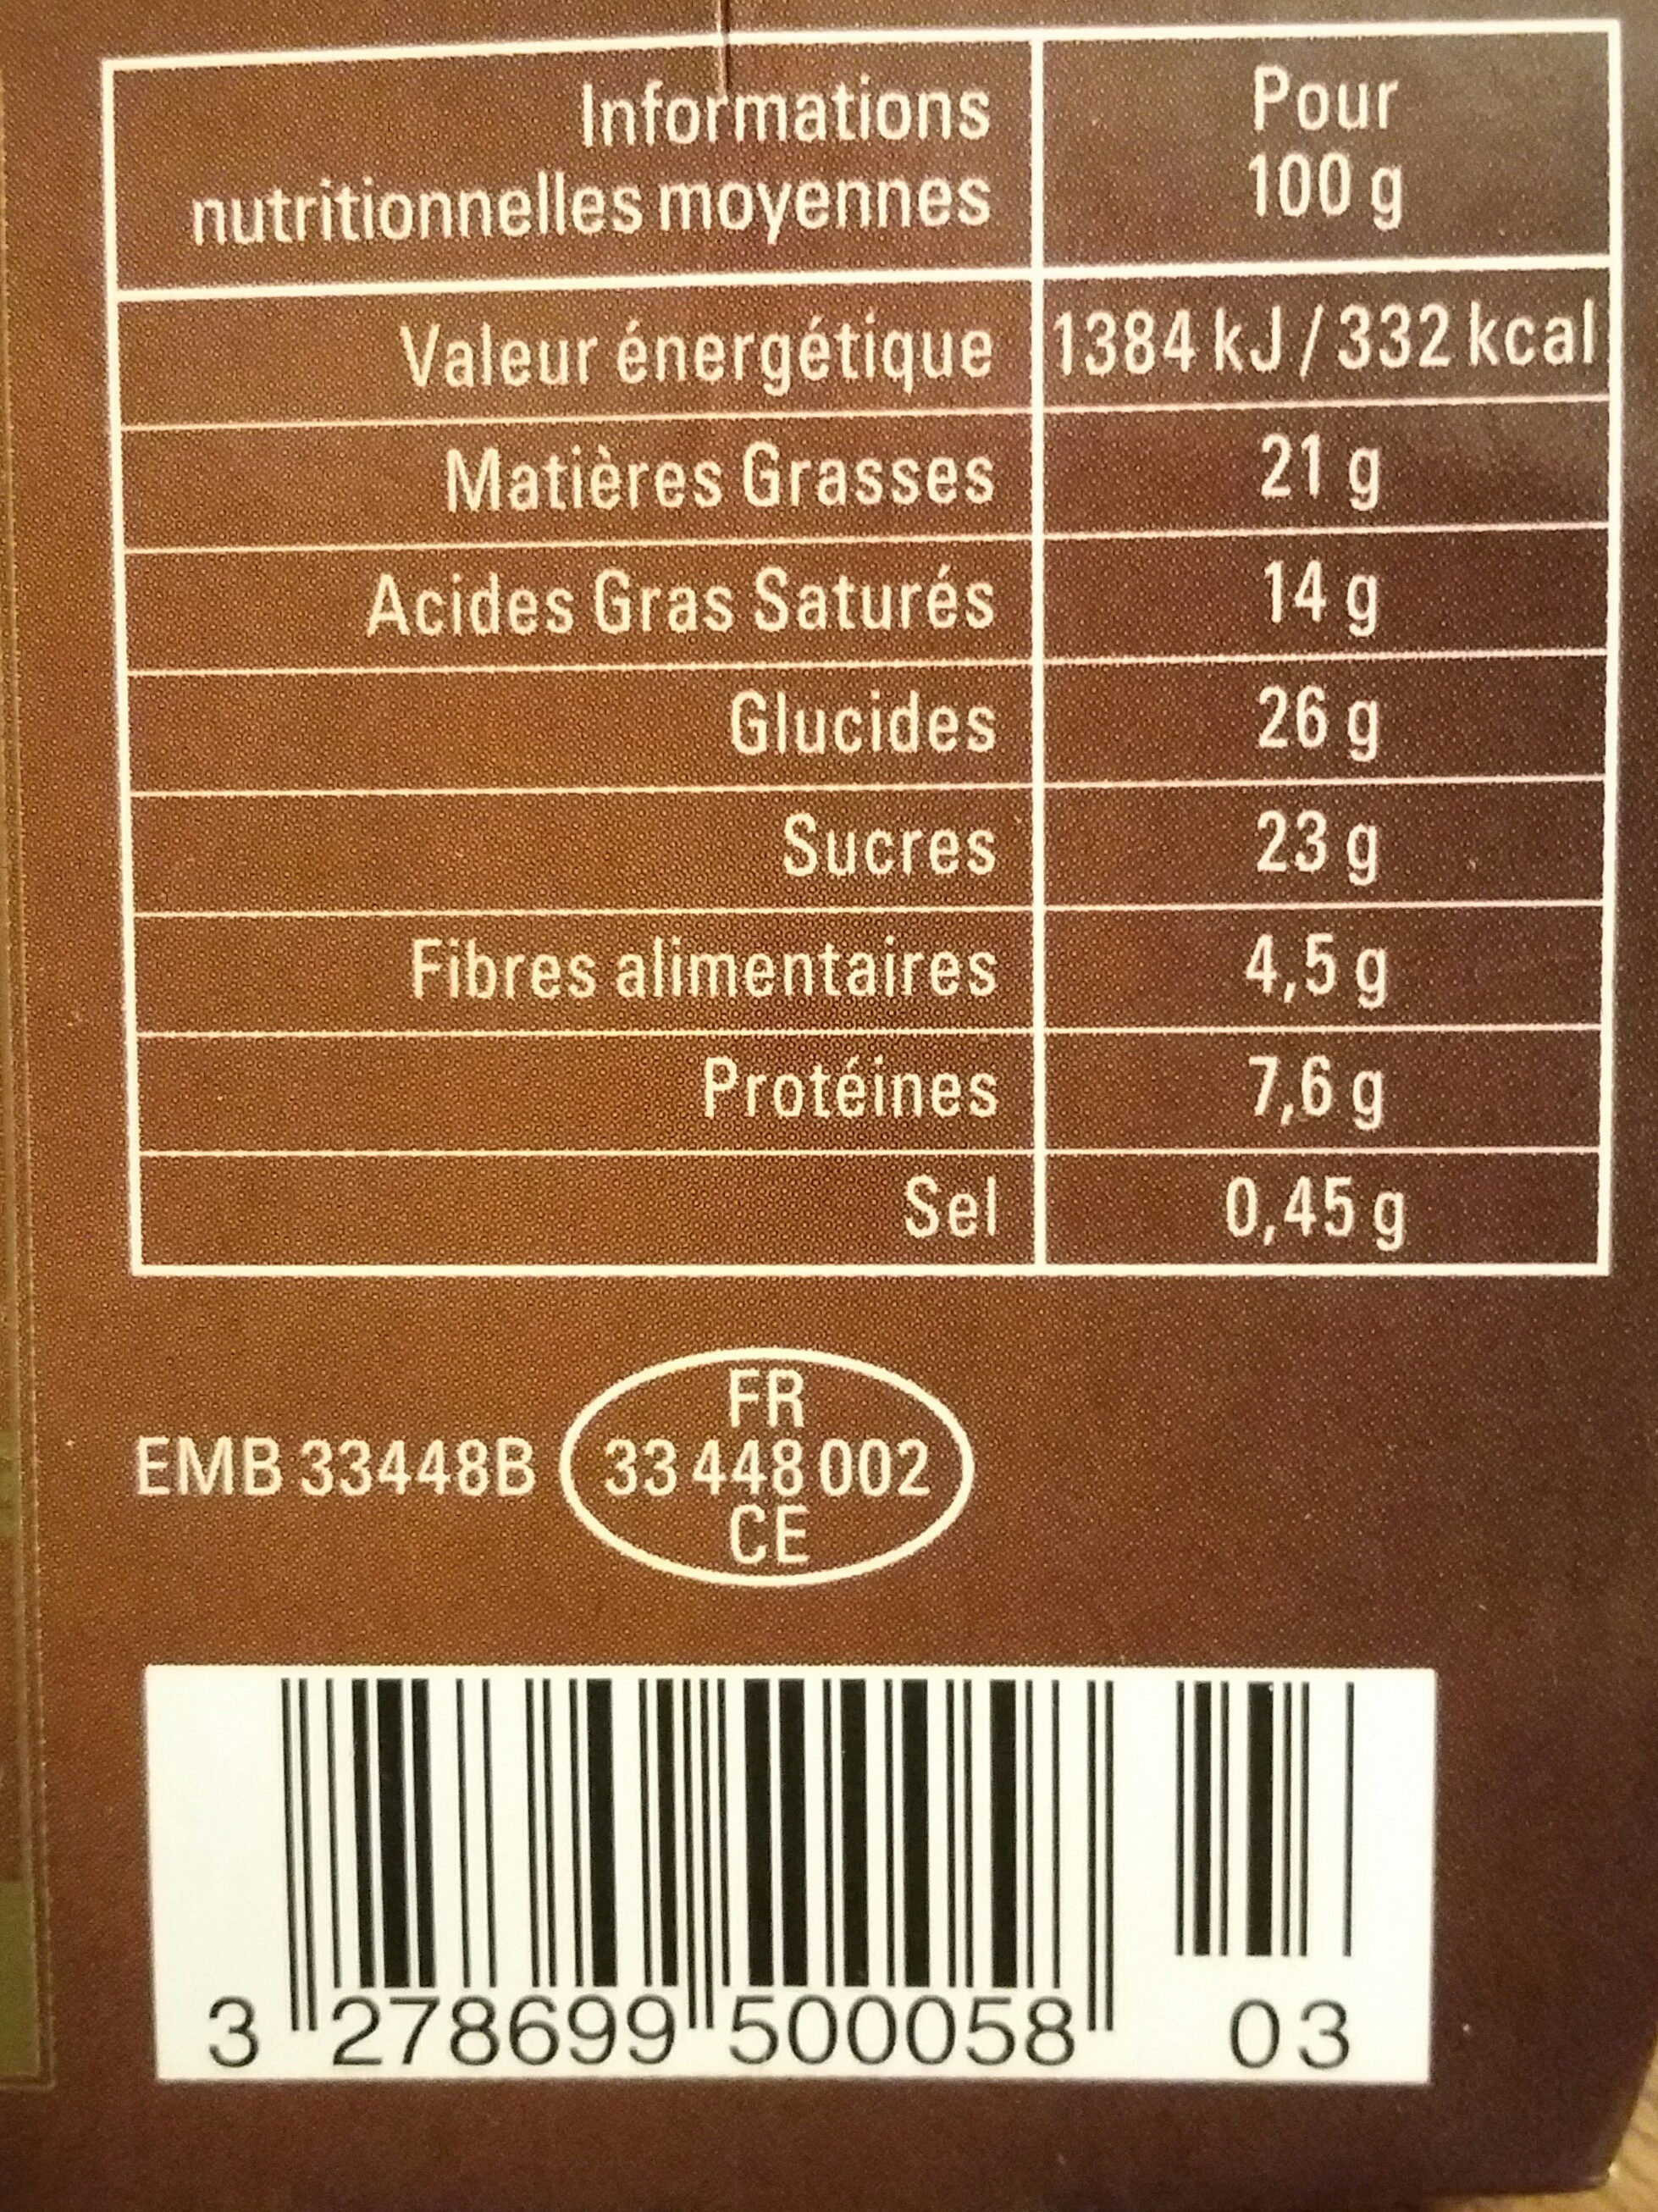 Informations
nutritionnelles moyennes
Pour
100 g
Valeur énergétique 1384 kJ / 332 kcal
Matières Grasses 21 g
Acides Gras Saturés 14 g
Glucides 26 g
Sucres 23 g
Fibres alimentaires 4,5 g
Protéines 7,6 g
Sel 0,45 g
FR
EMB 33448B 33 448 002
CE
3 278699 500058 03